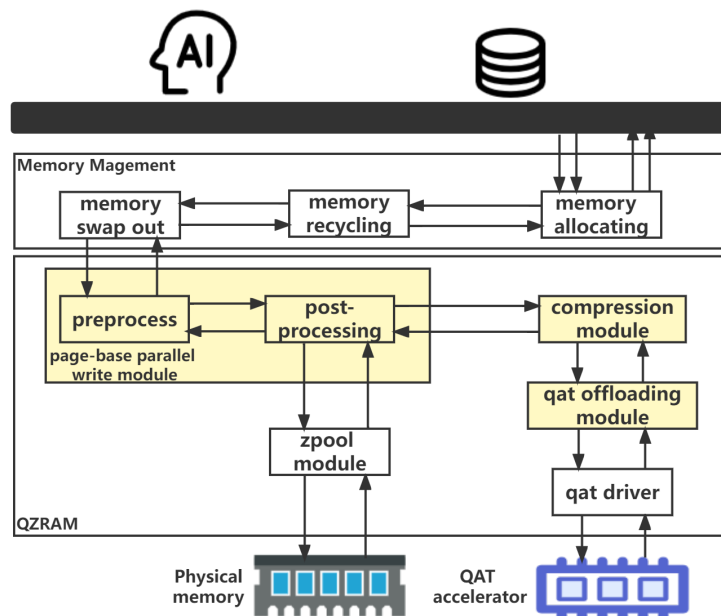 AI
Memory Magement
memory
swap out
memory
recycling
memory
allocating
preprocess
post-
processing
compression
module
page-base parallel
write module
qat offloading
module
zpool
module
qat driver
QZRAM
Physical
memory
QAT
accelerator